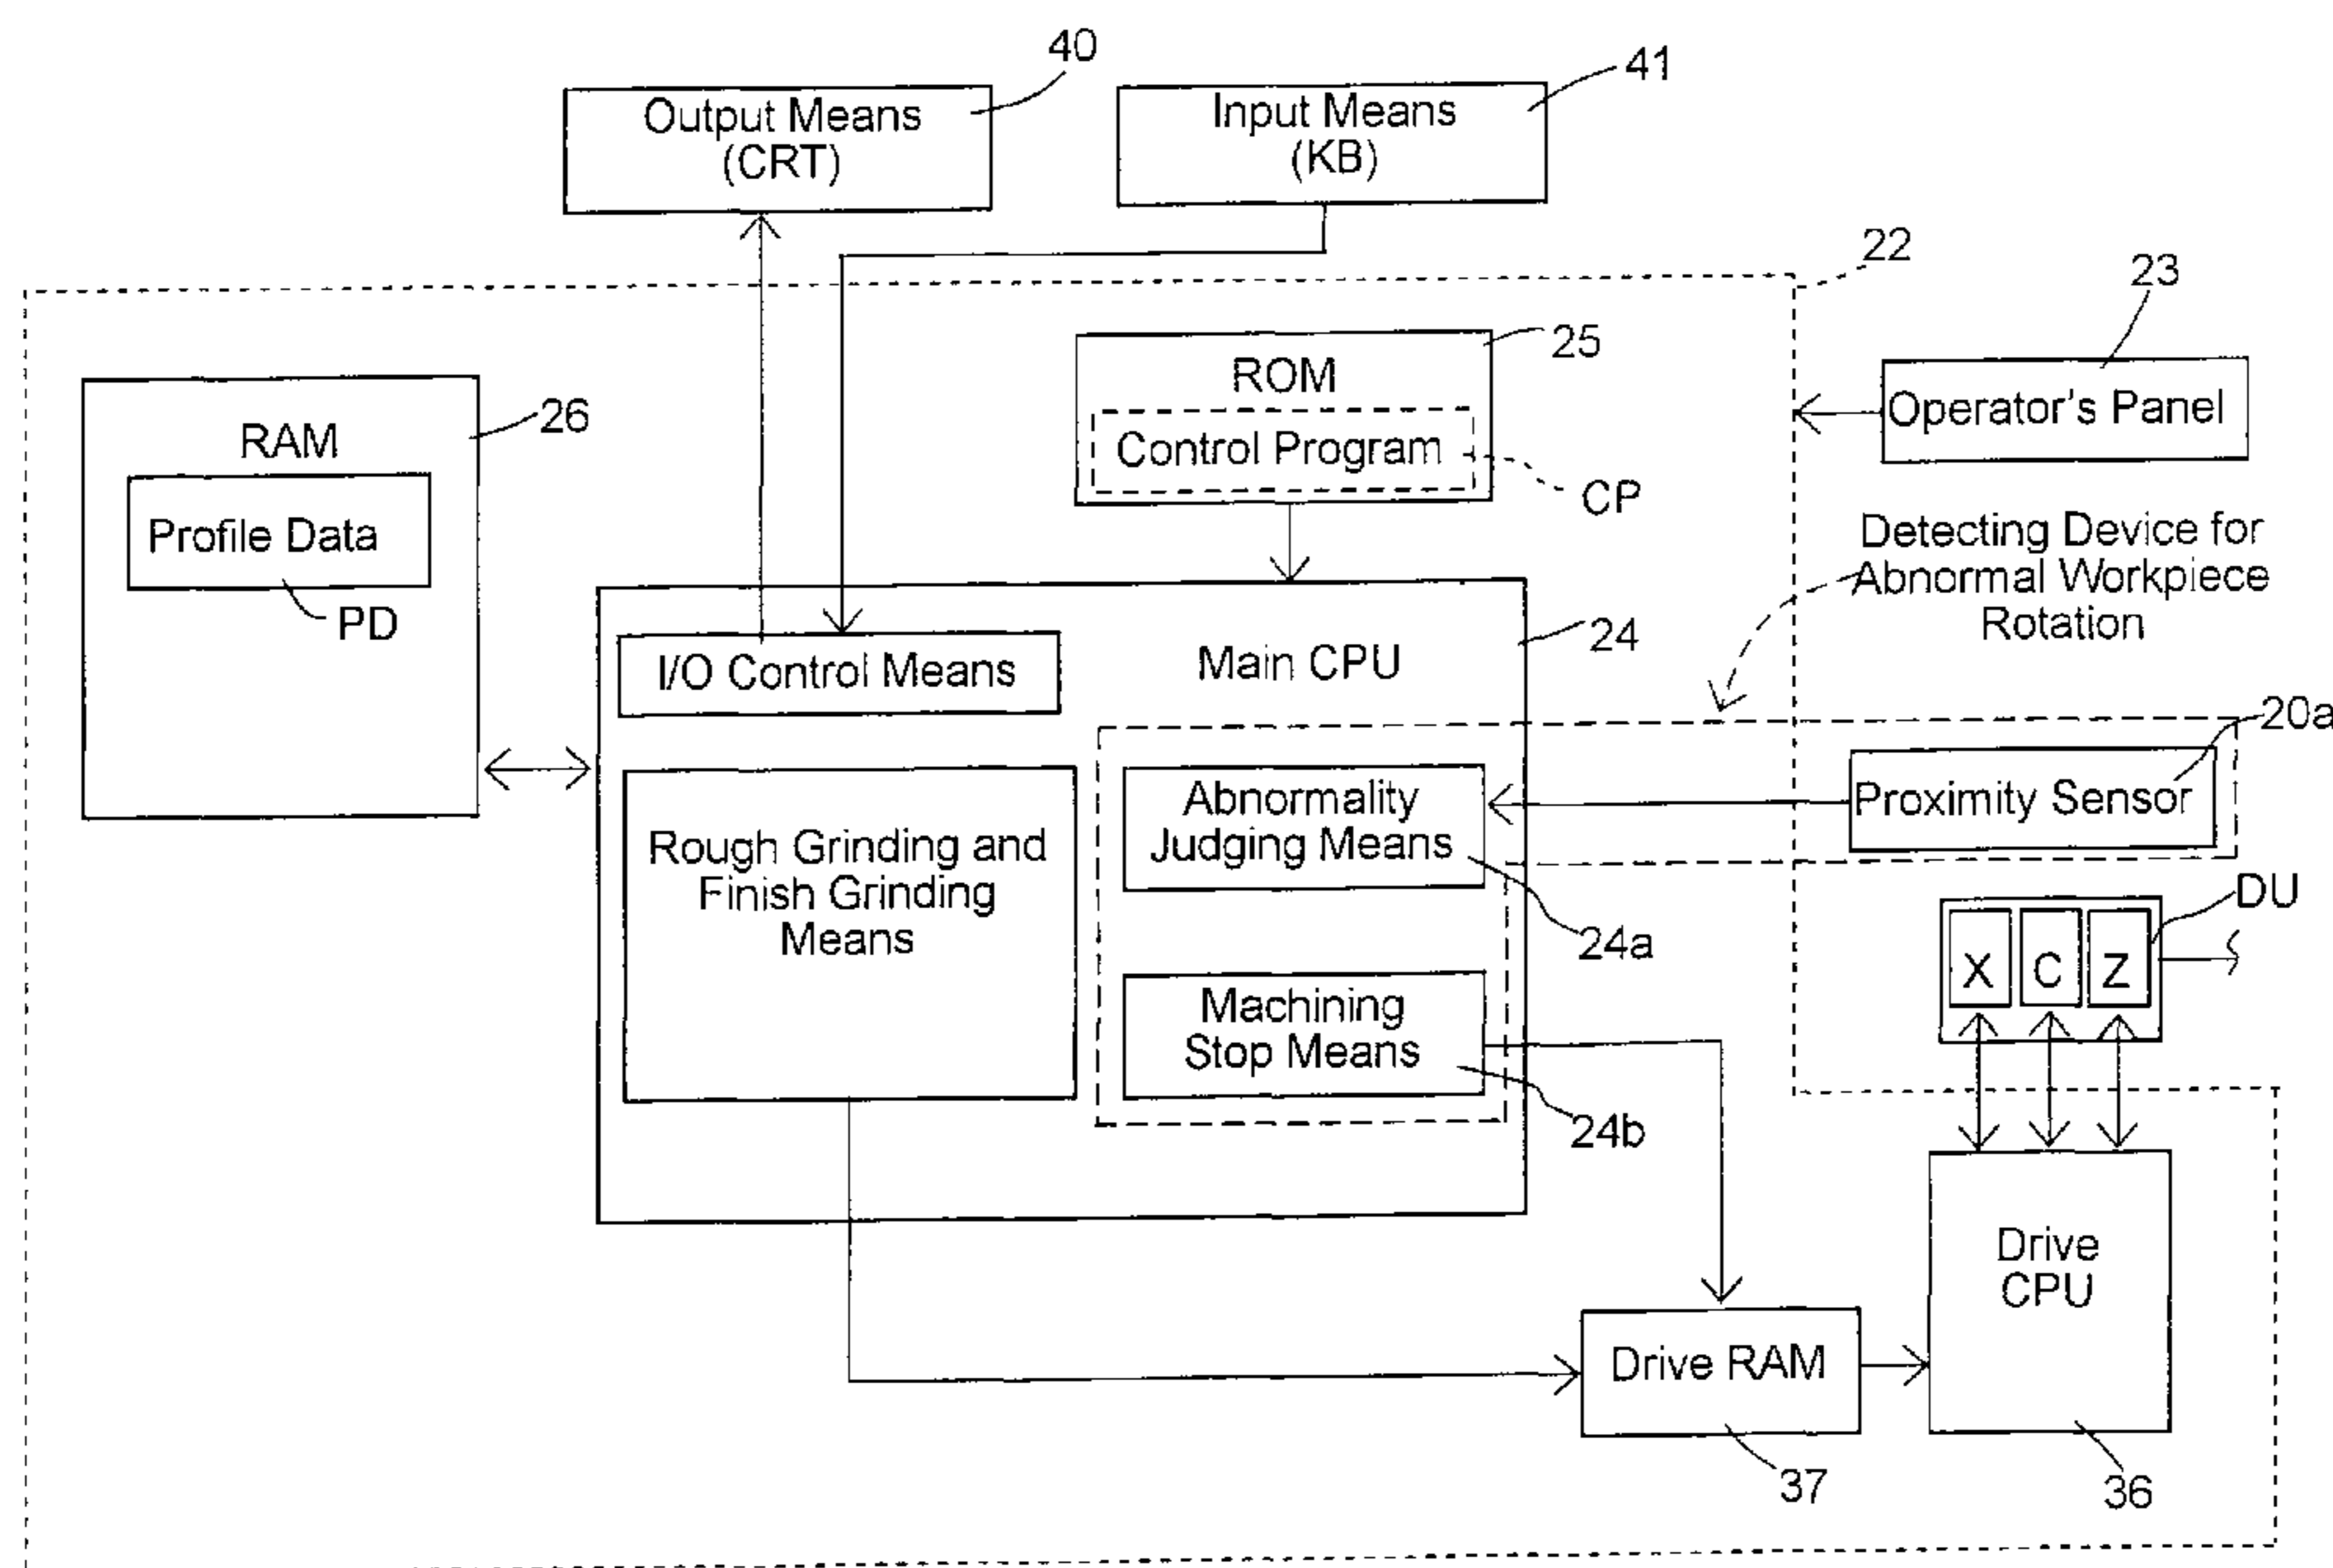 40
41
Output Means
(CRT)
Input Means
(KB)
22
23
25
ROM
Control Program
CP
Operator's Panel
26
RAM
Profile Data
PD
Detecting Device for
Abnormal Workpiece
Rotation
24
I/O Control Means
Main CPU
20a
Proximity Sensor
Abnormality
Judging Means
Rough Grinding and
Finish Grinding
Means
24a
DU
X
C
Z
Machining
Stop Means
24b
Drive
CPU
Drive RAM
37
36